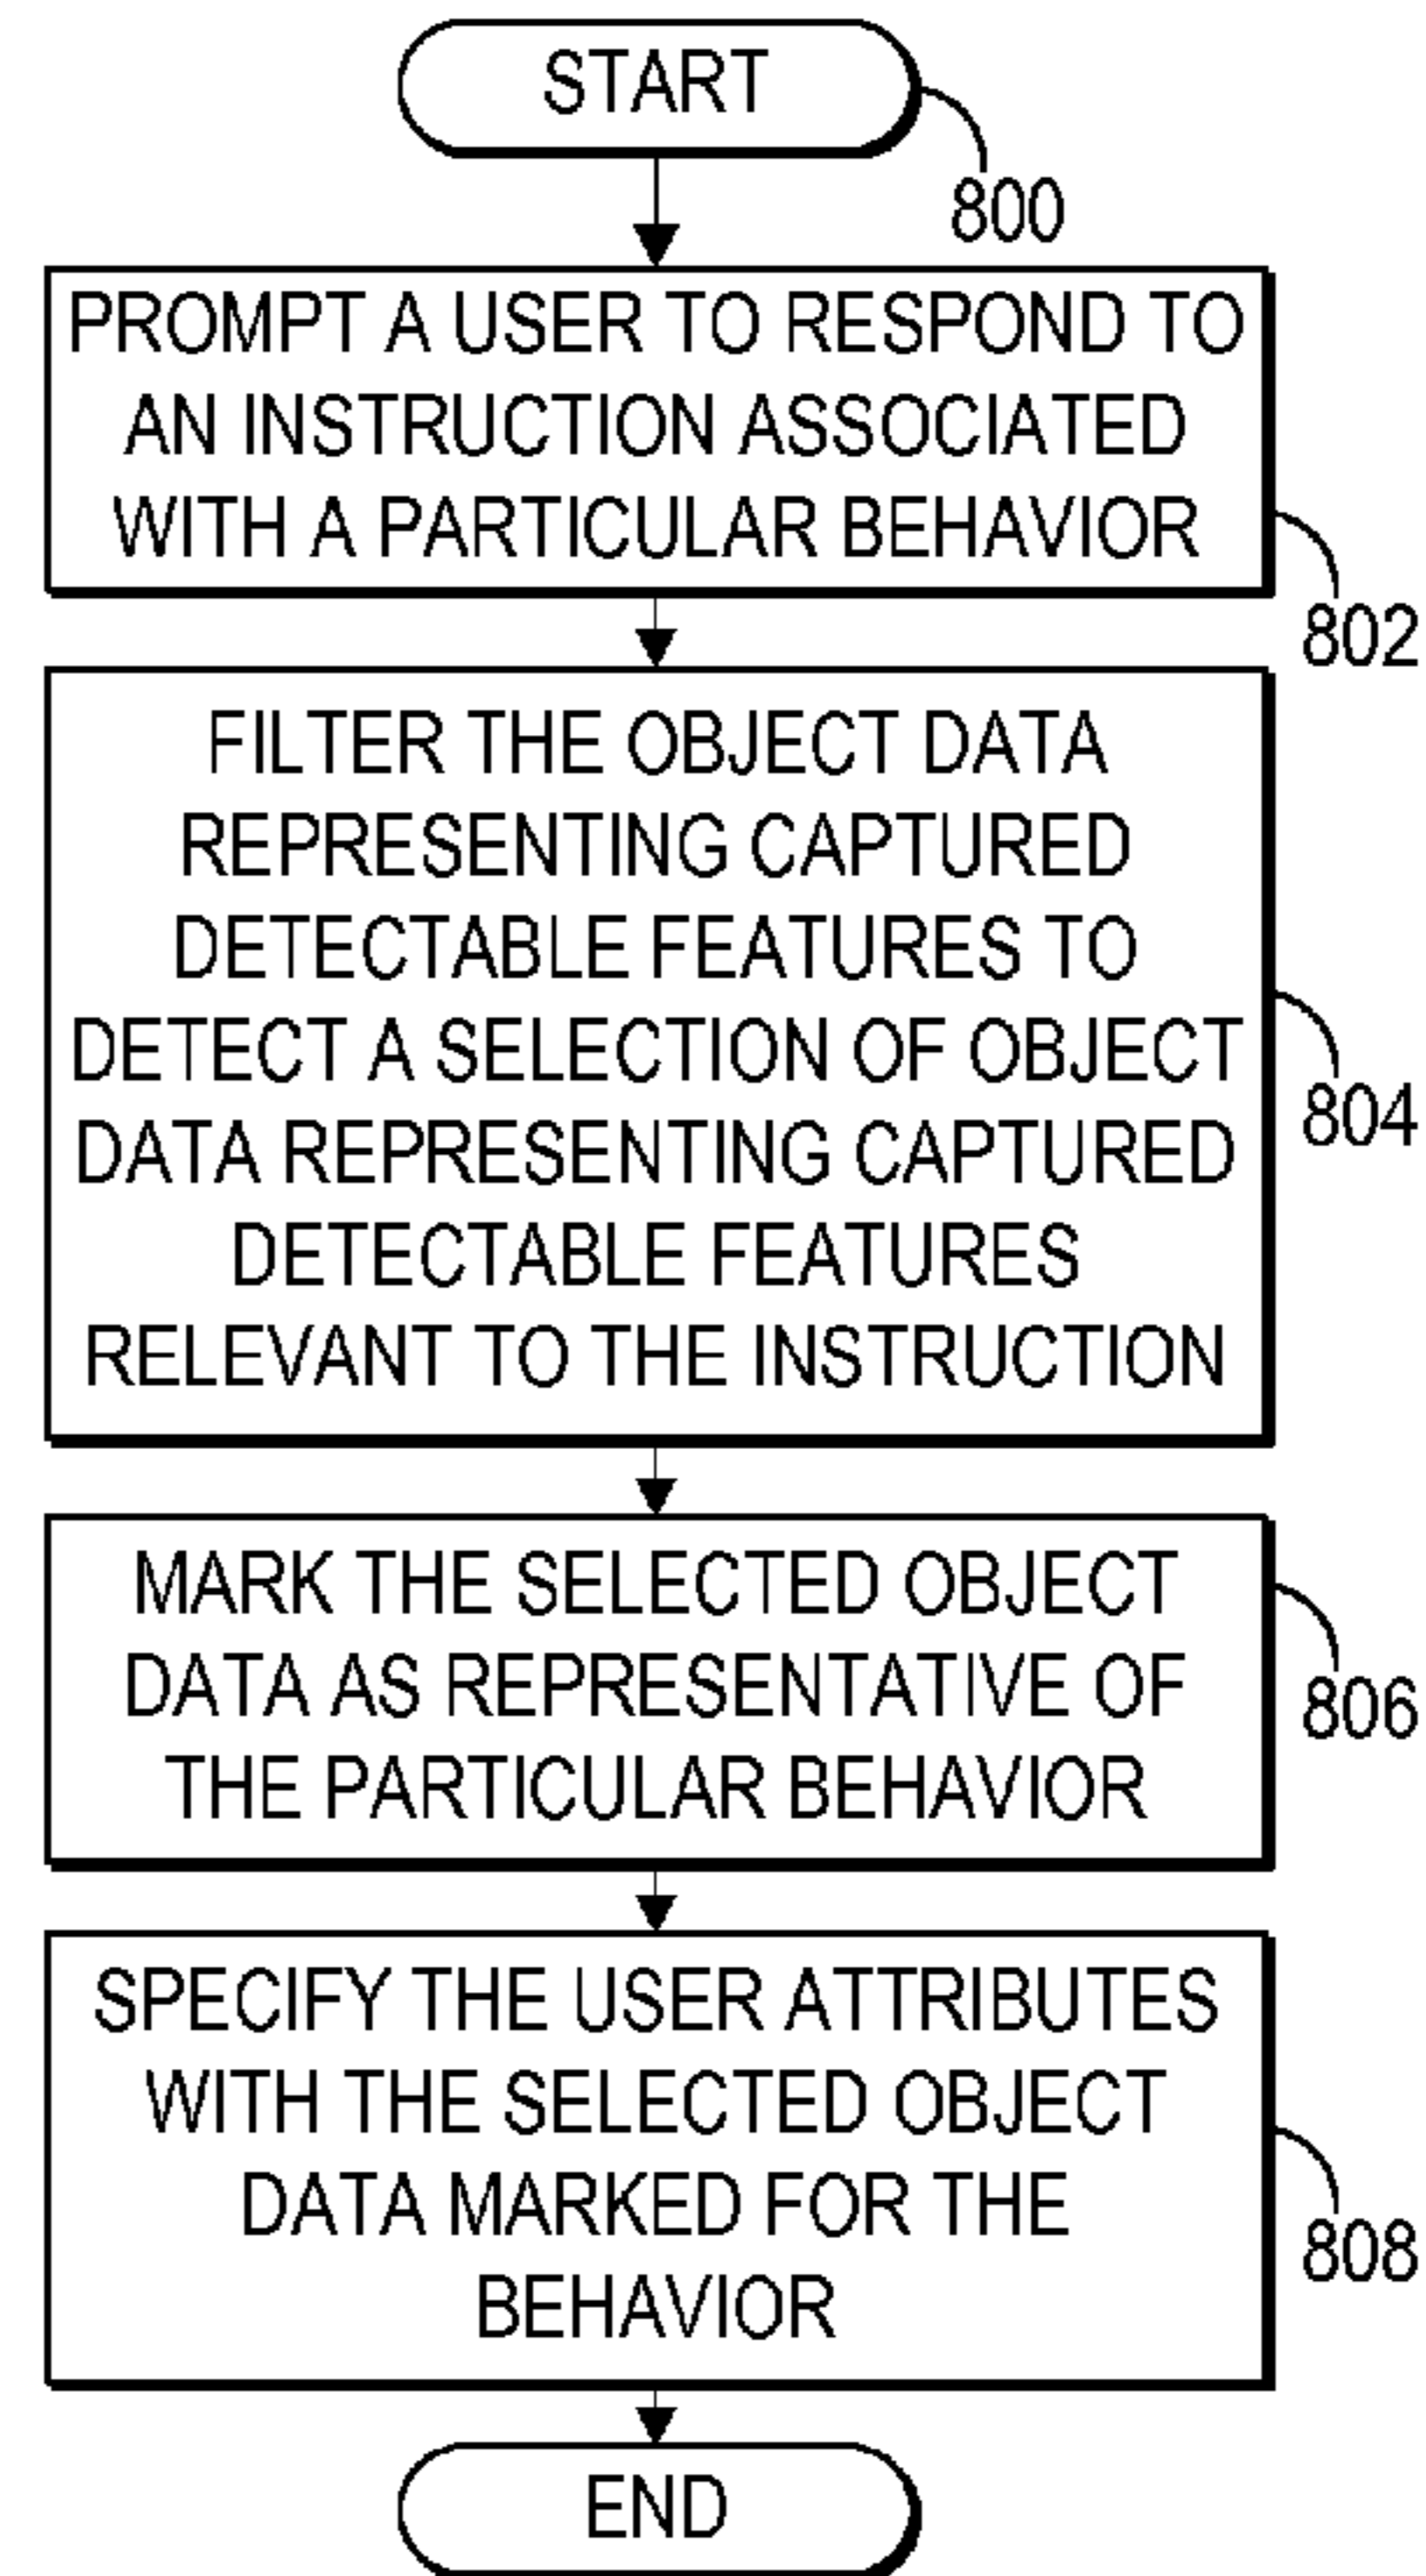 START
800
PROMPT A USER TO RESPOND TO
AN INSTRUCTION ASSOCIATED
WITH A PARTICULAR BEHAVIOR
802
FILTER THE OBJECT DATA
REPRESENTING CAPTURED
DETECTABLE FEATURES TO
DETECT A SELECTION OF OBJECT
DATA REPRESENTING CAPTURED
DETECTABLE FEATURES
RELEVANT TO THE INSTRUCTION
804
MARK THE SELECTED OBJECT
DATA AS REPRESENTATIVE OF
THE PARTICULAR BEHAVIOR
806
SPECIFY THE USER ATTRIBUTES
WITH THE SELECTED OBJECT
DATA MARKED FOR THE
BEHAVIOR
808
END